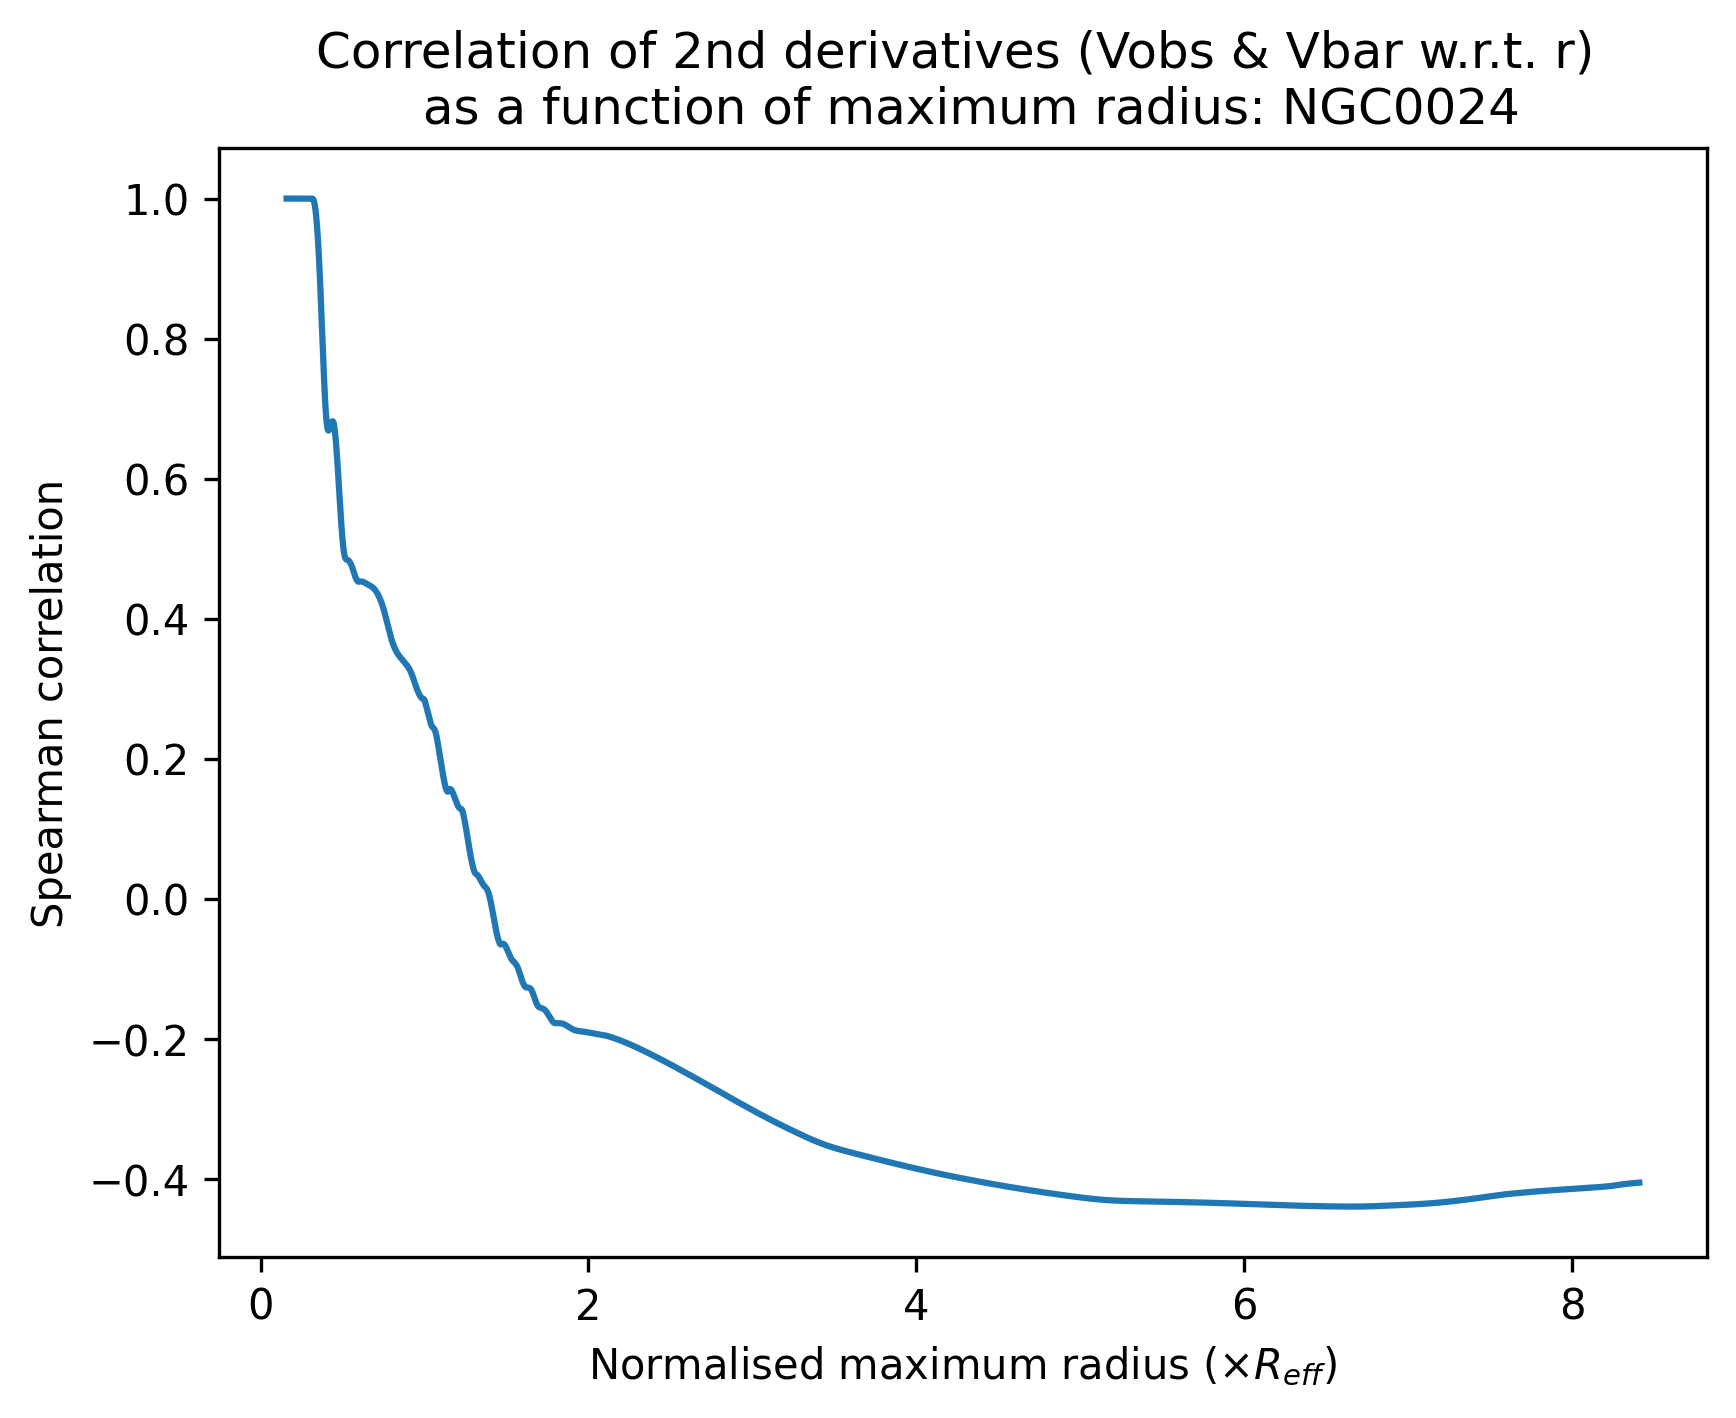 Correlation of 2nd derivatives (Vobs & Vbar w.r.t. r)
as a function of maximum radius: NGC0024
1.0
0.8
0.6
0.4
0.2
0.0
−0.2
−0.4
Spearman correlation
0 2 4 6 8
Normalised maximum radius (×R_eff)